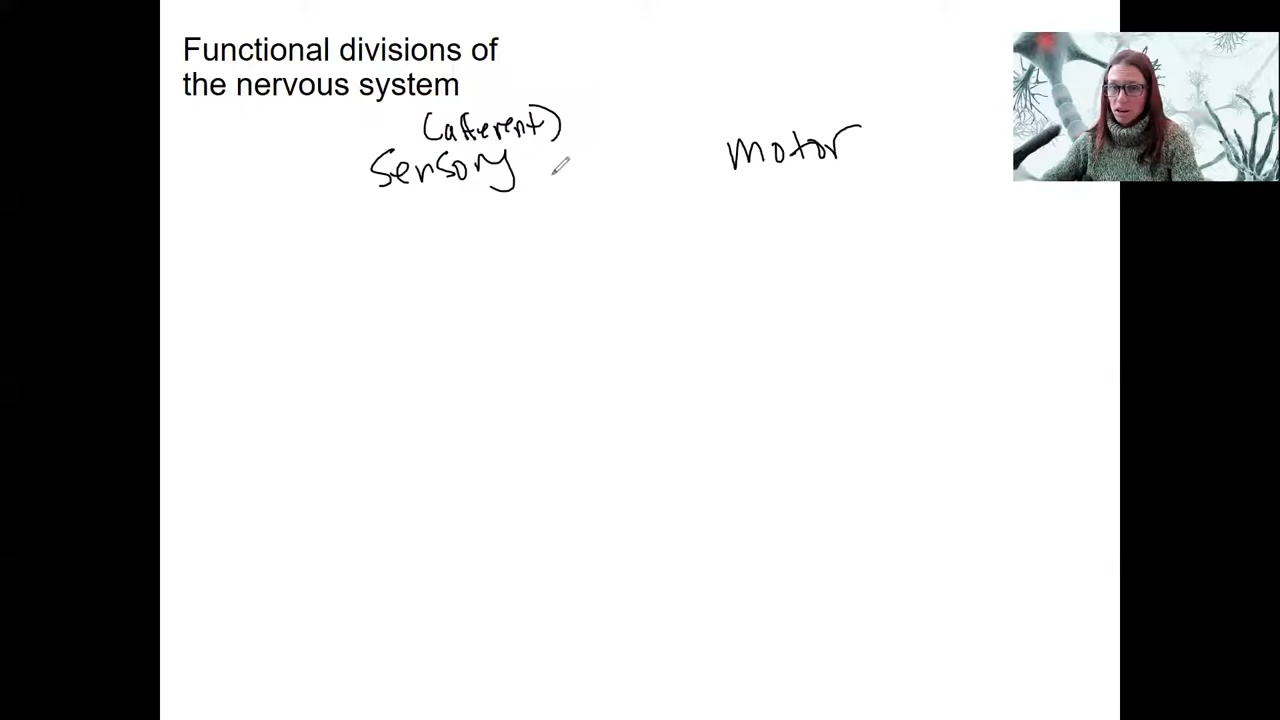 Functional divisions of
the nervous system
(afferent)
sensory
motor